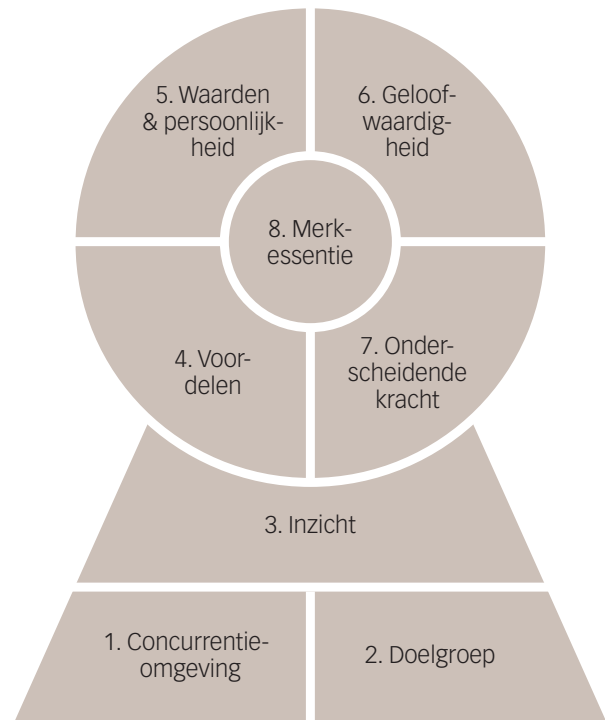 5. Waarden
& persoonlijk-
heid
6. Geloof-
waardig-
heid
8. Merk-
essentie
4. Voor-
delen
7. Onder-
scheidende
kracht
3. Inzicht
1. Concurrentie-
omgeving
2. Doelgroep